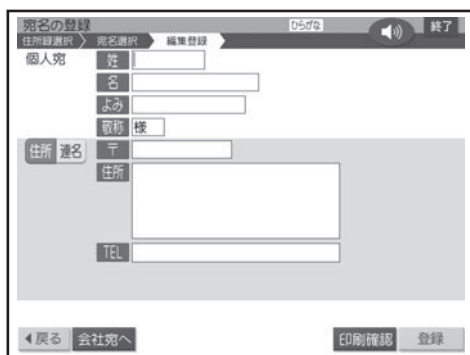 宛名の登録 ひらがな 終了
住所録選択 宛名選択 編集登録
個人宛 姓
名
よみ
敬称 様
住所 連名 〒
住所
TEL
戻る 会社宛へ 印刷確認 登録